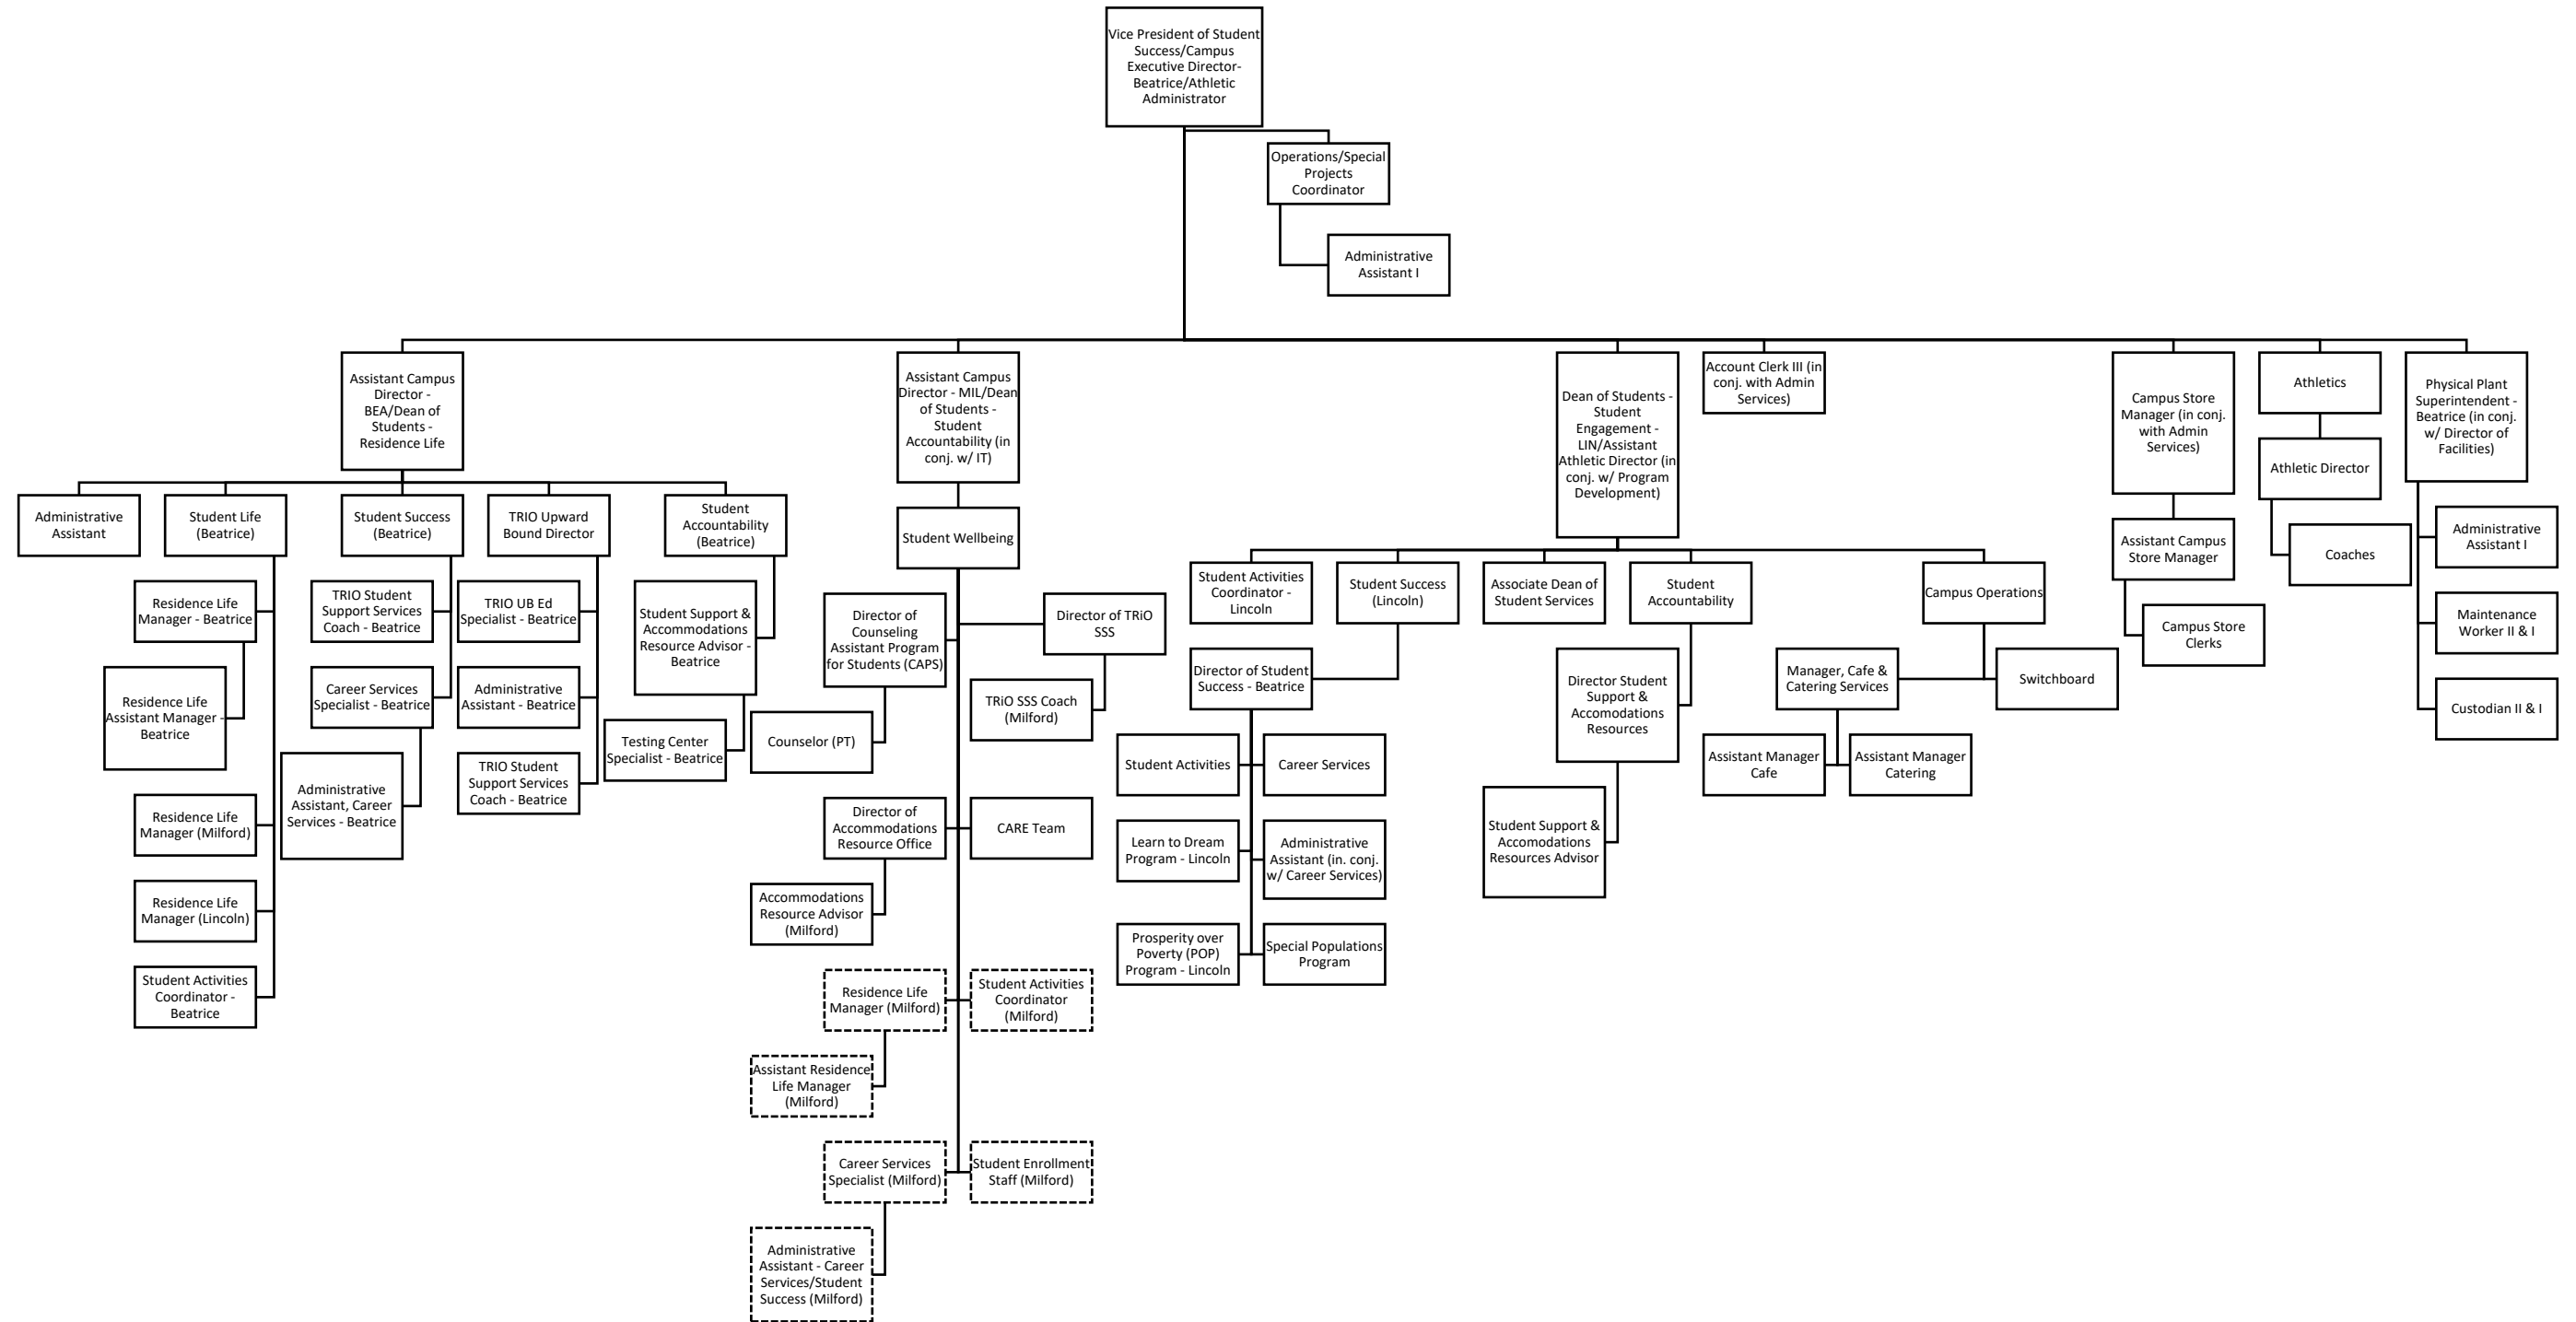 Vice President of Student
Success/Campus
Executive Director-
Beatrice/Athletic
Administrator
Operations/Special
Projects
Coordinator
Administrative
Assistant I
Assistant Campus
Director -
BEA/Dean of
Students -
Residence Life
Administrative
Assistant
Student Life
(Beatrice)
Residence Life
Manager - Beatrice
Residence Life
Assistant Manager -
Beatrice
Residence Life
Manager (Milford)
Residence Life
Manager (Lincoln)
Student Activities
Coordinator -
Beatrice
Student Success
(Beatrice)
TRIO Student
Support Services
Coach - Beatrice
Career Services
Specialist - Beatrice
Administrative
Assistant, Career
Services - Beatrice
TRIO Upward
Bound Director
TRIO UB Ed
Specialist - Beatrice
Administrative
Assistant - Beatrice
TRIO Student
Support Services
Coach - Beatrice
Student
Accountability
(Beatrice)
Student Support &
Accommodations
Resource Advisor -
Beatrice
Testing Center
Specialist - Beatrice
Assistant Campus
Director - MIL/Dean
of Students -
Student
Accountability (in
conj. w/ IT)
Student Wellbeing
Director of
Counseling
Assistant Program
for Students (CAPS)
Counselor (PT)
Director of TRiO
SSS
TRiO SSS Coach
(Milford)
Director of
Accommodations
Resource Office
Accommodations
Resource Advisor
(Milford)
CARE Team
Residence Life
Manager (Milford)
Assistant Residence
Life Manager
(Milford)
Student Activities
Coordinator
(Milford)
Career Services
Specialist (Milford)
Administrative
Assistant - Career
Services/Student
Success (Milford)
Student Enrollment
Staff (Milford)
Dean of Students -
Student
Engagement -
LIN/Assistant
Athletic Director (in
conj. w/ Program
Development)
Student Activities
Coordinator -
Lincoln
Student Success
(Lincoln)
Director of Student
Success - Beatrice
Student Activities
Career Services
Learn to Dream
Program - Lincoln
Administrative
Assistant (in. conj.
w/ Career Services)
Prosperity over
Poverty (POP)
Program - Lincoln
Special Populations
Program
Associate Dean of
Student Services
Student
Accountability
Director Student
Support &
Accomodations
Resources
Student Support &
Accomodations
Resources Advisor
Campus Operations
Manager, Cafe &
Catering Services
Assistant Manager
Cafe
Assistant Manager
Catering
Switchboard
Account Clerk III (in
conj. with Admin
Services)
Campus Store
Manager (in conj.
with Admin
Services)
Assistant Campus
Store Manager
Campus Store
Clerks
Athletics
Athletic Director
Coaches
Physical Plant
Superintendent -
Beatrice (in conj.
w/ Director of
Facilities)
Administrative
Assistant I
Maintenance
Worker II & I
Custodian II & I